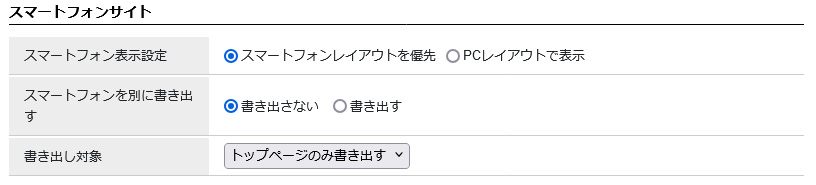 スマートフォンサイト
スマートフォン表示設定
スマートフォンレイアウトを優先 PCレイアウトで表示
スマートフォンを別に書き出
す
書き出さない 書き出す
書き出し対象
トップページのみ書き出す